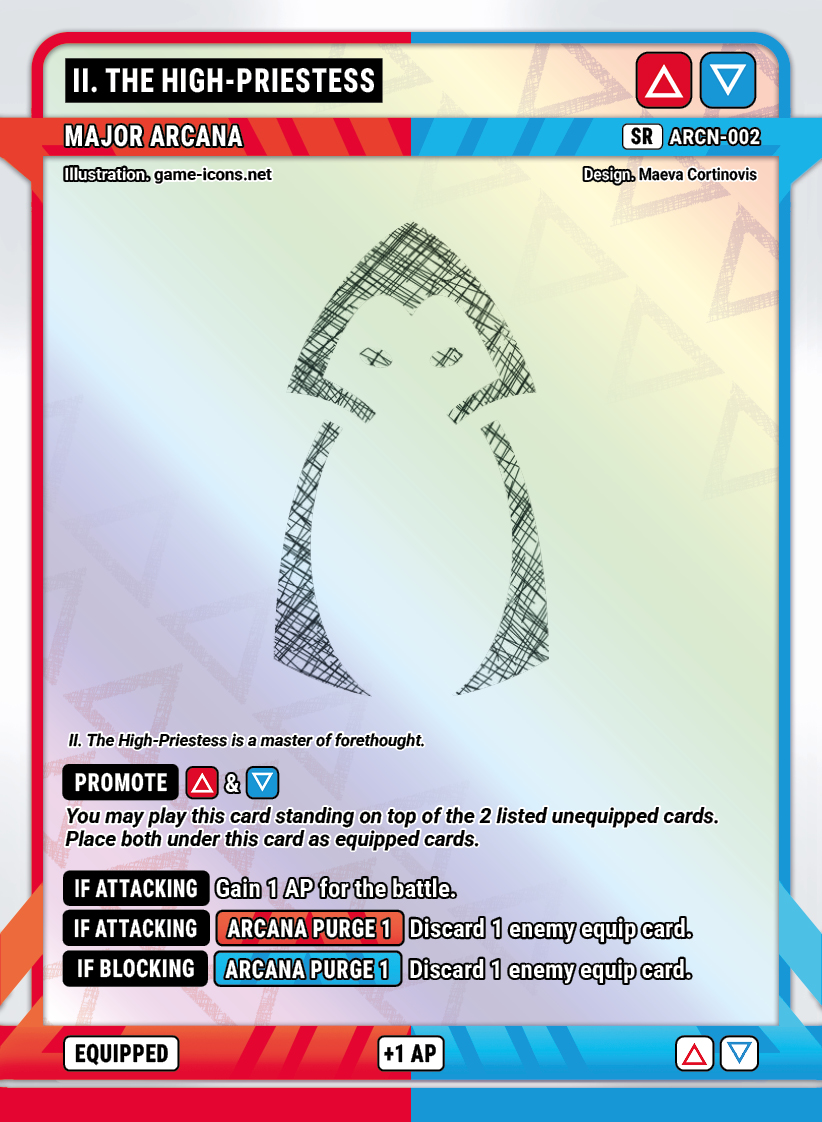 II. THE HIGH-PRIESTESS
MAJOR ARCANA
SR ARCN-002
Illustration. game-icons.net
Design. Maeva Cortinovis
II. The High-Priestess is a master of forethought.
PROMOTE &
You may play this card standing on top of the 2 listed unequipped cards.
Place both under this card as equipped cards.
IF ATTACKING Gain 1 AP for the battle.
IF ATTACKING ARCANA PURGE 1 Discard 1 enemy equip card.
IF BLOCKING ARCANA PURGE 1 Discard 1 enemy equip card.
EQUIPPED +1 AP